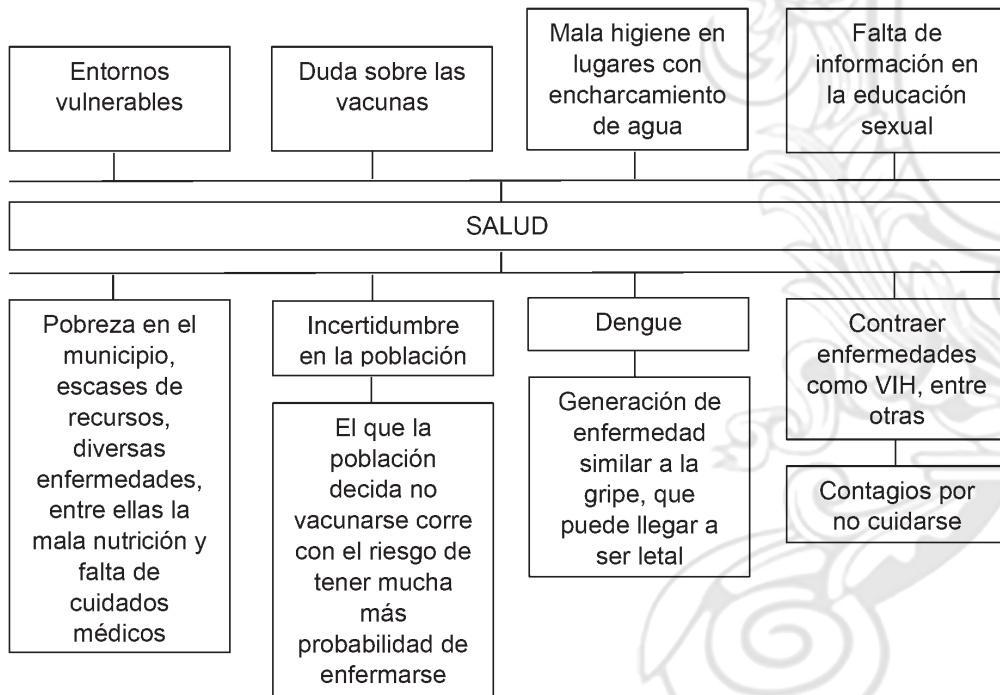 Entornos
vulnerables
Duda sobre las
vacunas
Mala higiene en
lugares con
encharcamiento
de agua
Falta de
información en
la educación
sexual
SALUD
Pobreza en el
municipio,
escases de
recursos,
diversas
enfermedades,
entre ellas la
mala nutrición y
falta de
cuidados
médicos
Incertidumbre
en la población
El que la
población
decida no
vacunarse corre
con el riesgo de
tener mucha
más
probabilidad de
enfermarse
Dengue
Generación de
enfermedad
similar a la
gripe, que
puede llegar a
ser letal
Contraer
enfermedades
como VIH, entre
otras
Contagios por
no cuidarse